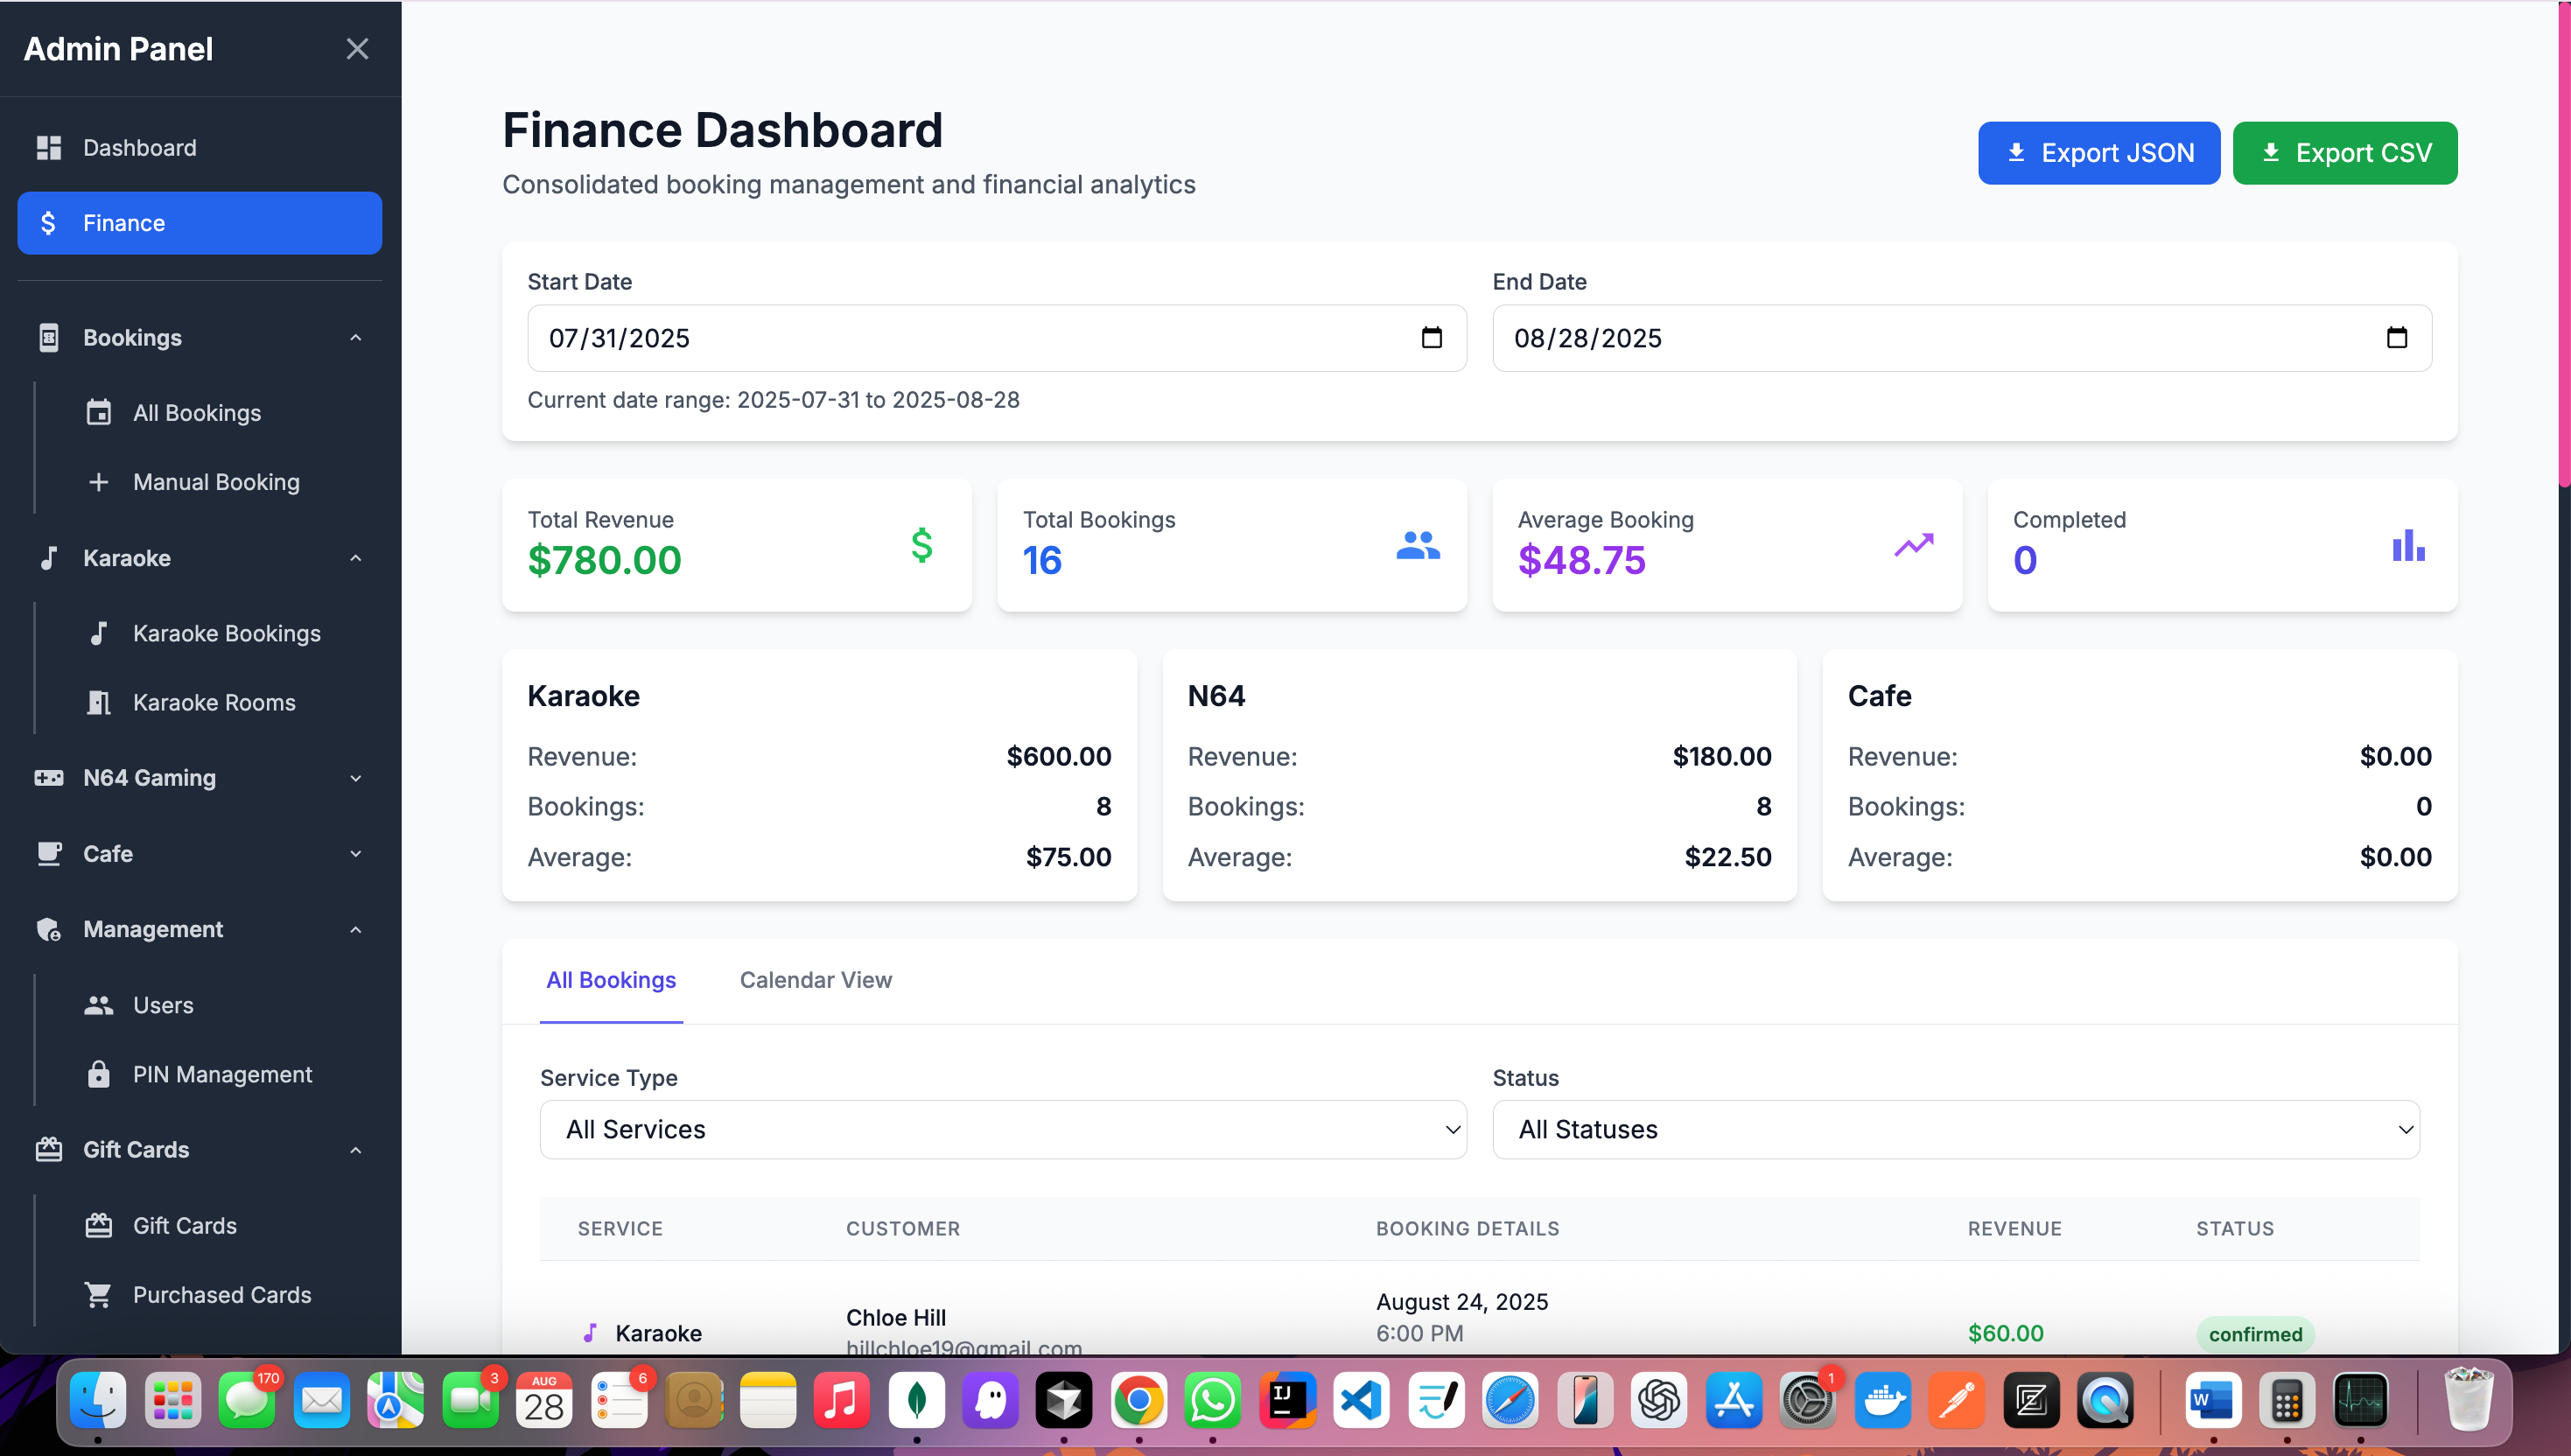 Admin Panel
Dashboard
Finance
Bookings
All Bookings
Manual Booking
Karaoke
Karaoke Bookings
Karaoke Rooms
N64 Gaming
Cafe
Management
Users
PIN Management
Gift Cards
Gift Cards
Purchased Cards
Finance Dashboard
Consolidated booking management and financial analytics
Export JSON
Export CSV
Start Date
07/31/2025
End Date
08/28/2025
Current date range: 2025-07-31 to 2025-08-28
Total Revenue
$780.00
Total Bookings
16
Average Booking
$48.75
Completed
0
Karaoke
Revenue: $600.00
Bookings: 8
Average: $75.00
N64
Revenue: $180.00
Bookings: 8
Average: $22.50
Cafe
Revenue: $0.00
Bookings: 0
Average: $0.00
All Bookings Calendar View
Service Type
All Services
Status
All Statuses
SERVICE CUSTOMER BOOKING DETAILS REVENUE STATUS
Karaoke
Chloe Hill
hillchloe19@gmail.com
August 24, 2025
6:00 PM
$60.00
confirmed
170
3
AUG
28
6
IJ
1
W